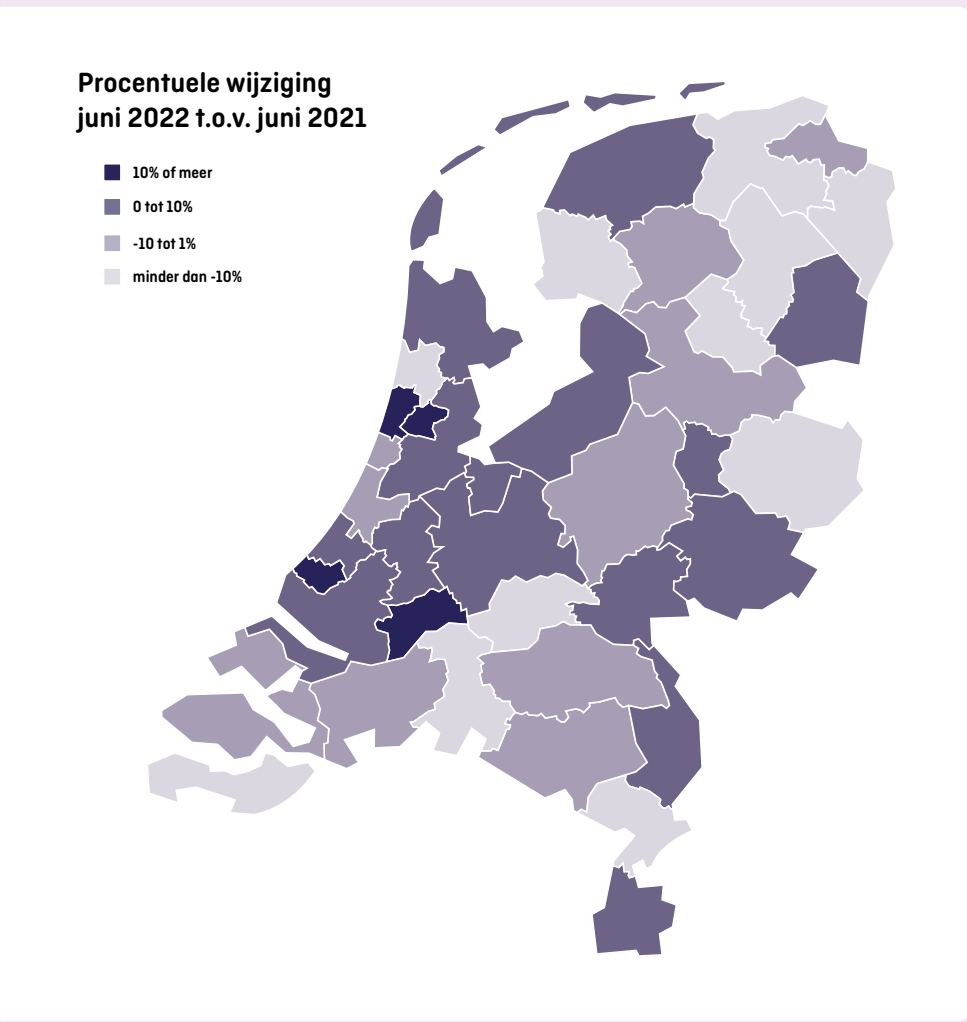 Procentuele wijziging
juni 2022 t.o.v. juni 2021
10% of meer
0 tot 10%
-10 tot 1%
minder dan -10%